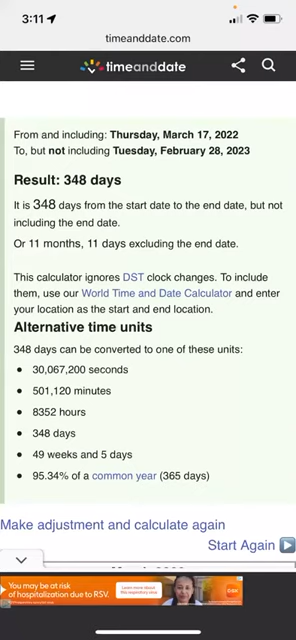 3:11
timeanddate.com
timeanddate
From and including: Thursday, March 17, 2022
To, but not including Tuesday, February 28, 2023
Result: 348 days
It is 348 days from the start date to the end date, but not
including the end date.
Or 11 months, 11 days excluding the end date.
This calculator ignores DST clock changes. To include
them, use our World Time and Date Calculator and enter
your location as the start and end location.
Alternative time units
348 days can be converted to one of these units:
30,067,200 seconds
501,120 minutes
8352 hours
348 days
49 weeks and 5 days
95.34% of a common year (365 days)
Make adjustment and calculate again
Start Again
You may be at risk
of hospitalization due to RSV.
Learn more about